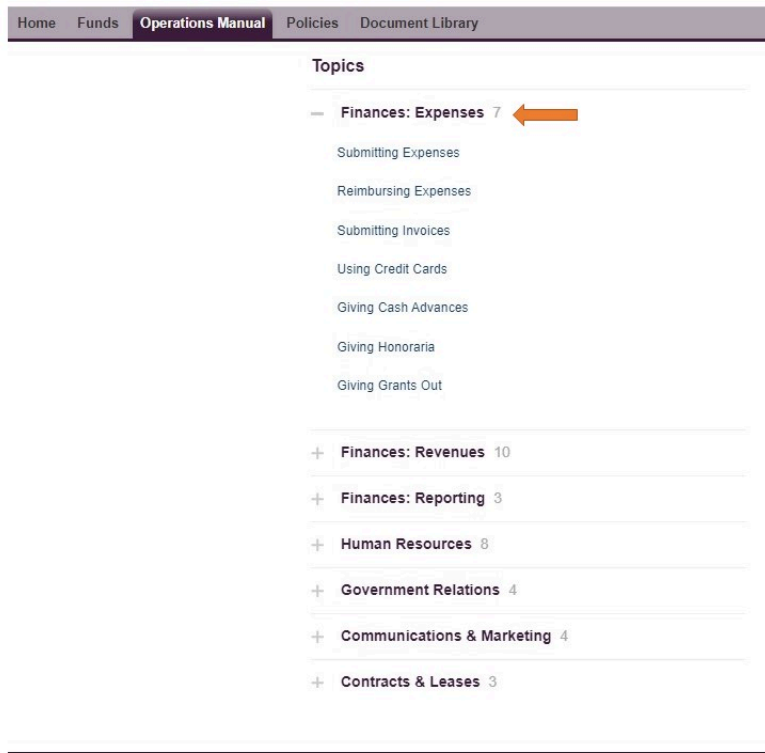 Home Funds Operations Manual Policies Document Library
Topics
Finances: Expenses 7
Submitting Expenses
Reimbursing Expenses
Submitting Invoices
Using Credit Cards
Giving Cash Advances
Giving Honoraria
Giving Grants Out
Finances: Revenues 10
Finances: Reporting 3
Human Resources 8
Government Relations 4
Communications & Marketing 4
Contracts & Leases 3